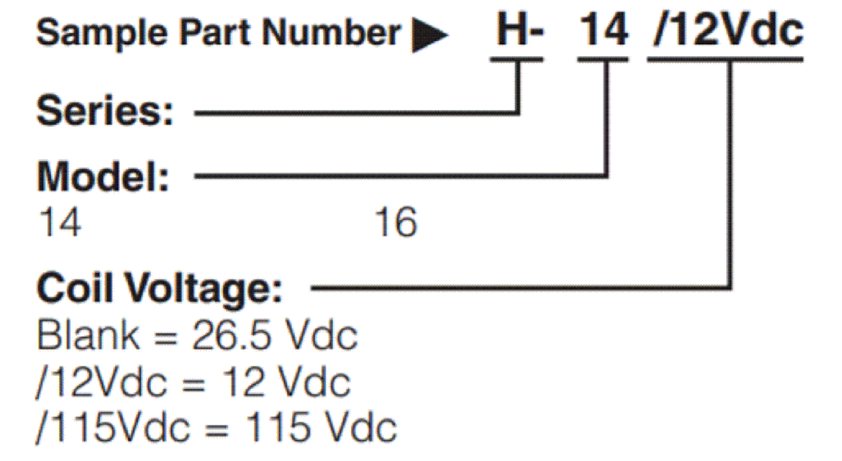 Sample Part Number ▶ H- 14 /12Vdc
Series:
Model:
14 16
Coil Voltage:
Blank = 26.5 Vdc
/12Vdc = 12 Vdc
/115Vdc = 115 Vdc